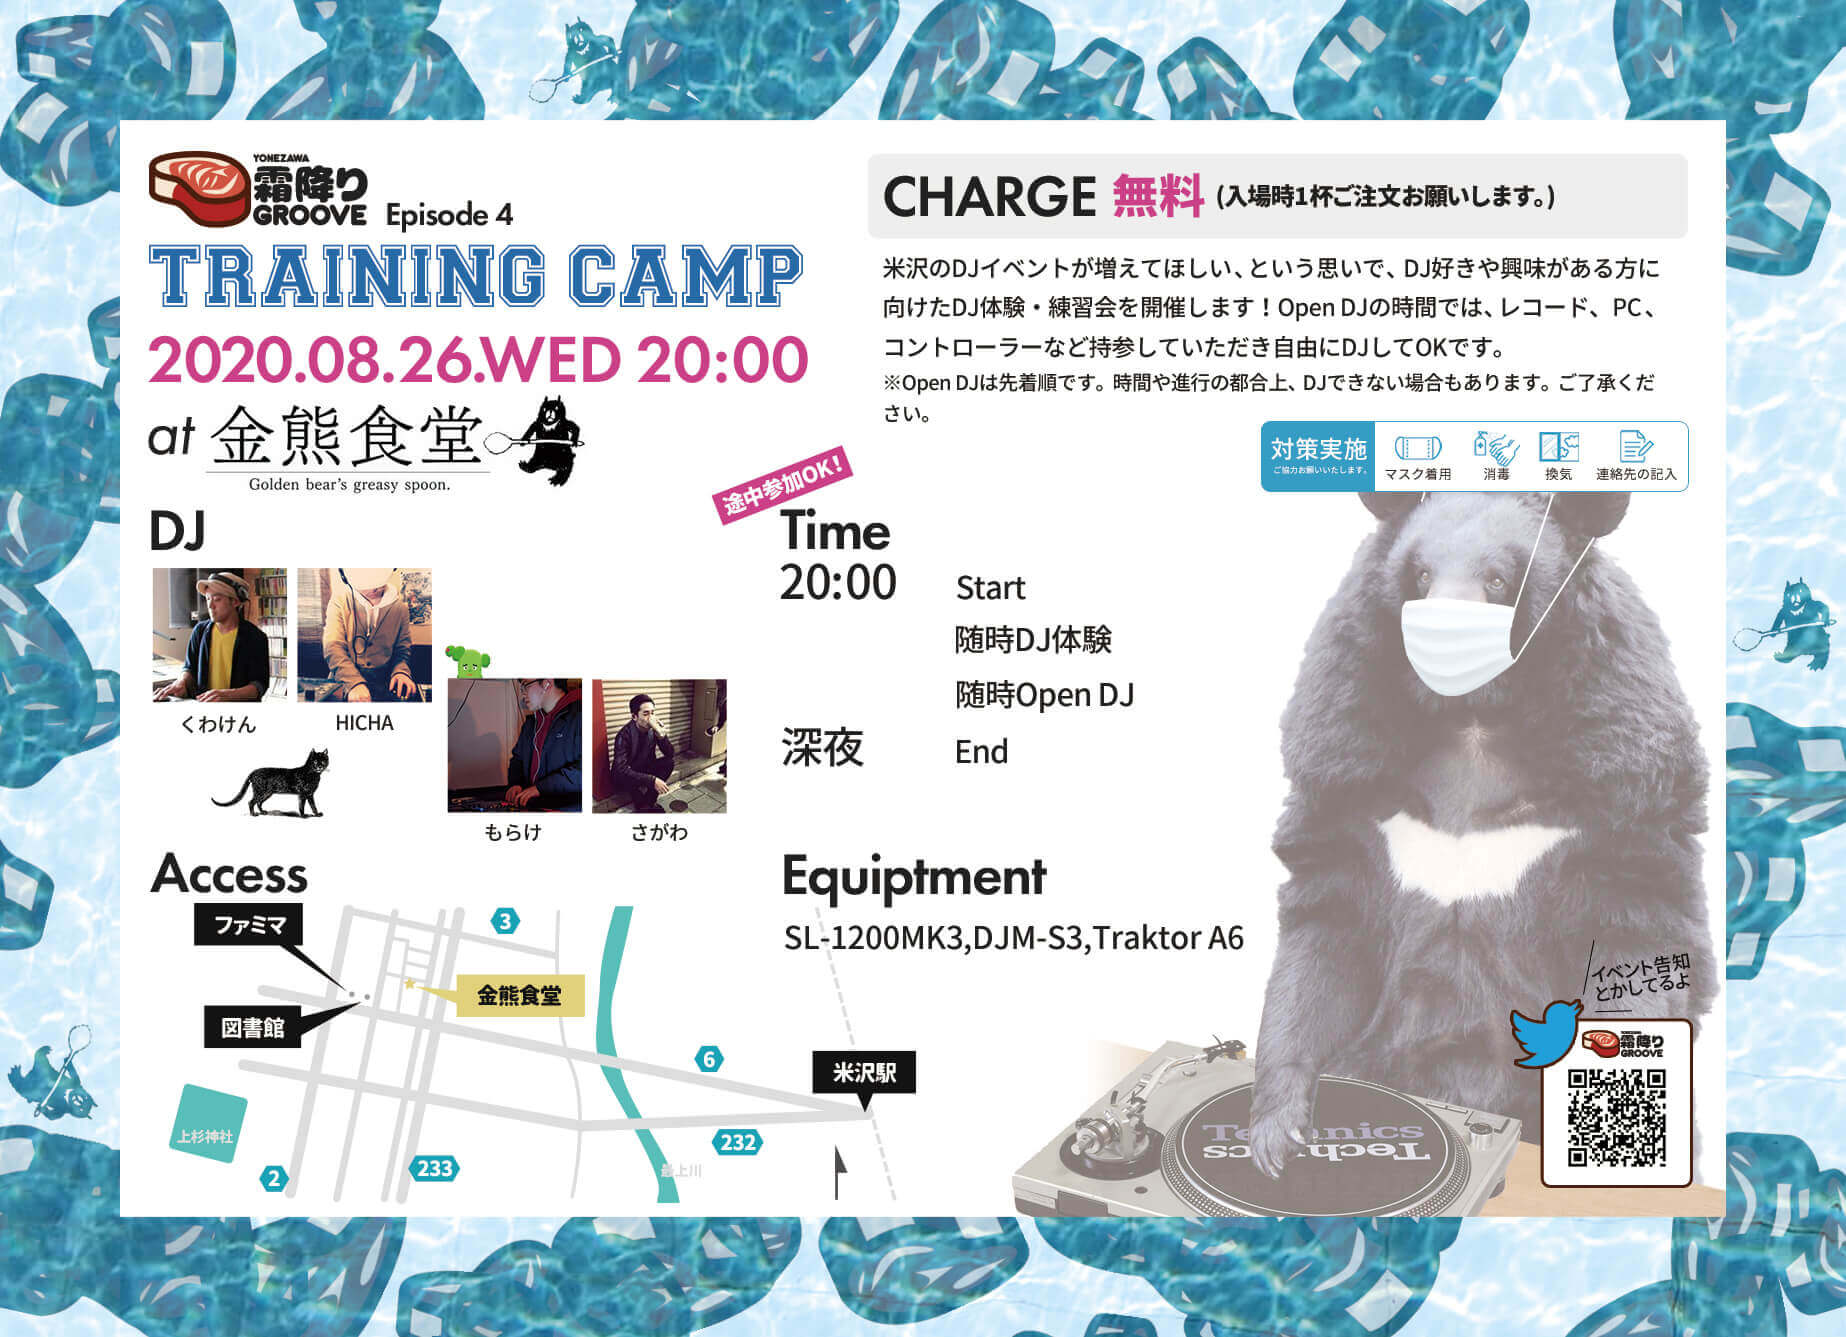 YONEZAWA
霜降り
GROOVE
Episode 4
TRAINING CAMP
2020.08.26.WED 20:00
at 金熊食堂
Golden bear's greasy spoon.
CHARGE 無料 (入場時1杯ご注文お願いします。)
米沢のDJイベントが増えてほしい、という思いで、DJ好きや興味がある方に
向けたDJ体験・練習会を開催します！Open DJの時間では、レコード、PC、
コントローラーなど持参していただき自由にDJしてOKです。
※Open DJは先着順です。時間や進行の都合上、DJできない場合もあります。ご了承くだ
さい。
対策実施
ご協力お願いいたします。
マスク着用
消毒
換気
連絡先の記入
DJ
くわけん
HICHA
もらけ
さがわ
途中参加OK！
Time
20:00 Start
随時DJ体験
随時Open DJ
深夜 End
Access
ファミマ
図書館
金熊食堂
米沢駅
上杉神社
最上川
3
6
232
233
2
Equiptment
SL-1200MK3,DJM-S3,Traktor A6
Technics
Technics
イベント告知
とかしてるよ
YONEZAWA
霜降り
GROOVE